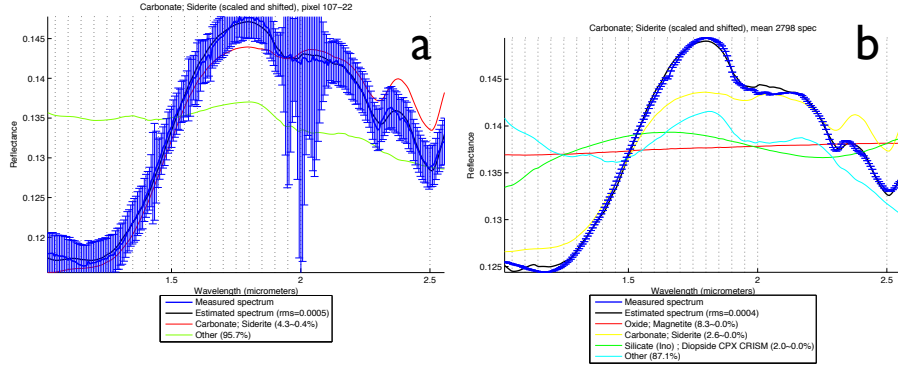 Carbonate; Siderite (scaled and shifted), pixel 107-22
a
0.145
0.14
0.135
0.13
0.125
0.12
Reflectance
1.5
2
2.5
Wavelength (micrometers)
Measured spectrum
Estimated spectrum (rms=0.0005)
Carbonate; Siderite (4.3~0.4%)
Other (95.7%)
Carbonate; Siderite (scaled and shifted), mean 2798 spec
b
0.145
0.14
0.135
0.13
0.125
Reflectance
1.5
2
2.5
Wavelength (micrometers)
Measured spectrum
Estimated spectrum (rms=0.0004)
Oxide; Magnetite (8.3~0.0%)
Carbonate; Siderite (2.6~0.0%)
Silicate (Ino) ; Diopside CPX CRISM (2.0~0.0%)
Other (87.1%)